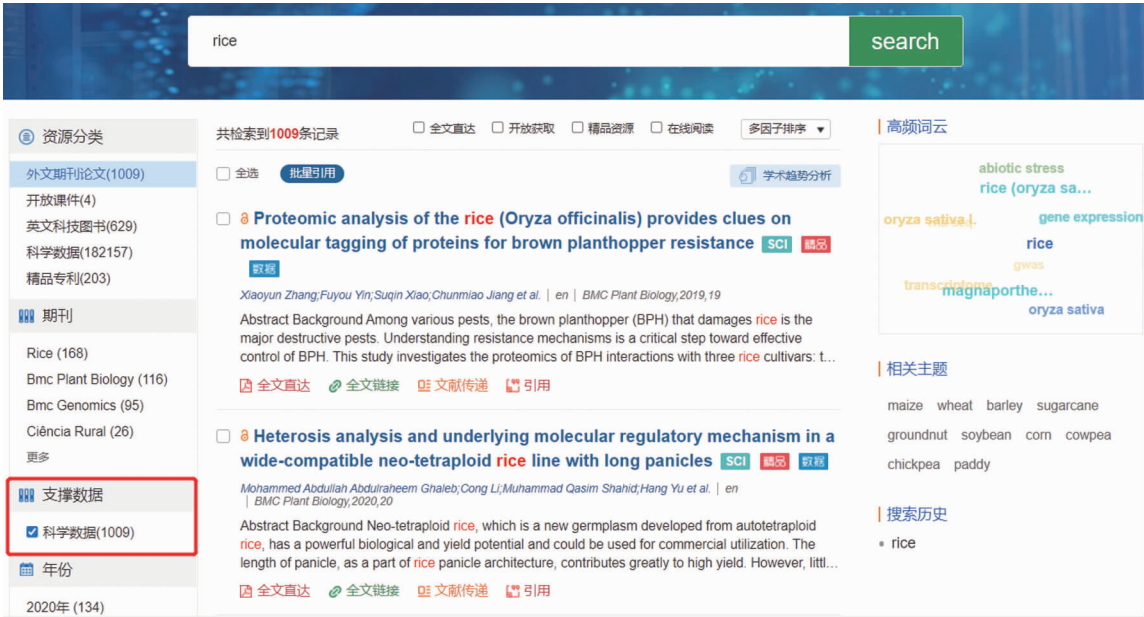 rice
search
资源分类
外文期刊论文(1009)
开放课件(4)
英文科技图书(629)
科学数据(182157)
精品专利(203)
期刊
Rice (168)
Bmc Plant Biology (116)
Bmc Genomics (95)
Ciência Rural (26)
更多
支撑数据
科学数据(1009)
年份
2020年 (134)
共检索到1009条记录
全文直达 开放获取 精品资源 在线阅读 多因子排序
全选 批量引用 学术趋势分析
Proteomic analysis of the rice (Oryza officinalis) provides clues on
molecular tagging of proteins for brown planthopper resistance SCI 精品
数据
Xiaoyun Zhang;Fuyou Yin;Suqin Xiao;Chunmiao Jiang et al. | en | BMC Plant Biology,2019,19
Abstract Background Among various pests, the brown planthopper (BPH) that damages rice is the
major destructive pests. Understanding resistance mechanisms is a critical step toward effective
control of BPH. This study investigates the proteomics of BPH interactions with three rice cultivars: t…
全文直达 全文链接 文献传递 引用
Heterosis analysis and underlying molecular regulatory mechanism in a
wide-compatible neo-tetraploid rice line with long panicles SCI 精品 数据
Mohammed Abdullah Abdulraheem Ghaleb;Cong Li;Muhammad Qasim Shahid;Hang Yu et al. | en
| BMC Plant Biology,2020,20
Abstract Background Neo-tetraploid rice, which is a new germplasm developed from autotetraploid
rice, has a powerful biological and yield potential and could be used for commercial utilization. The
length of panicle, as a part of rice panicle architecture, contributes greatly to high yield. However, littl…
全文直达 全文链接 文献传递 引用
高频词云
abiotic stress
rice (oryza sa…
oryza sativa l.
gene expression
rice
gwas
transcriptome
magnaporthe…
oryza sativa
相关主题
maize wheat barley sugarcane
groundnut soybean corn cowpea
chickpea paddy
搜索历史
rice